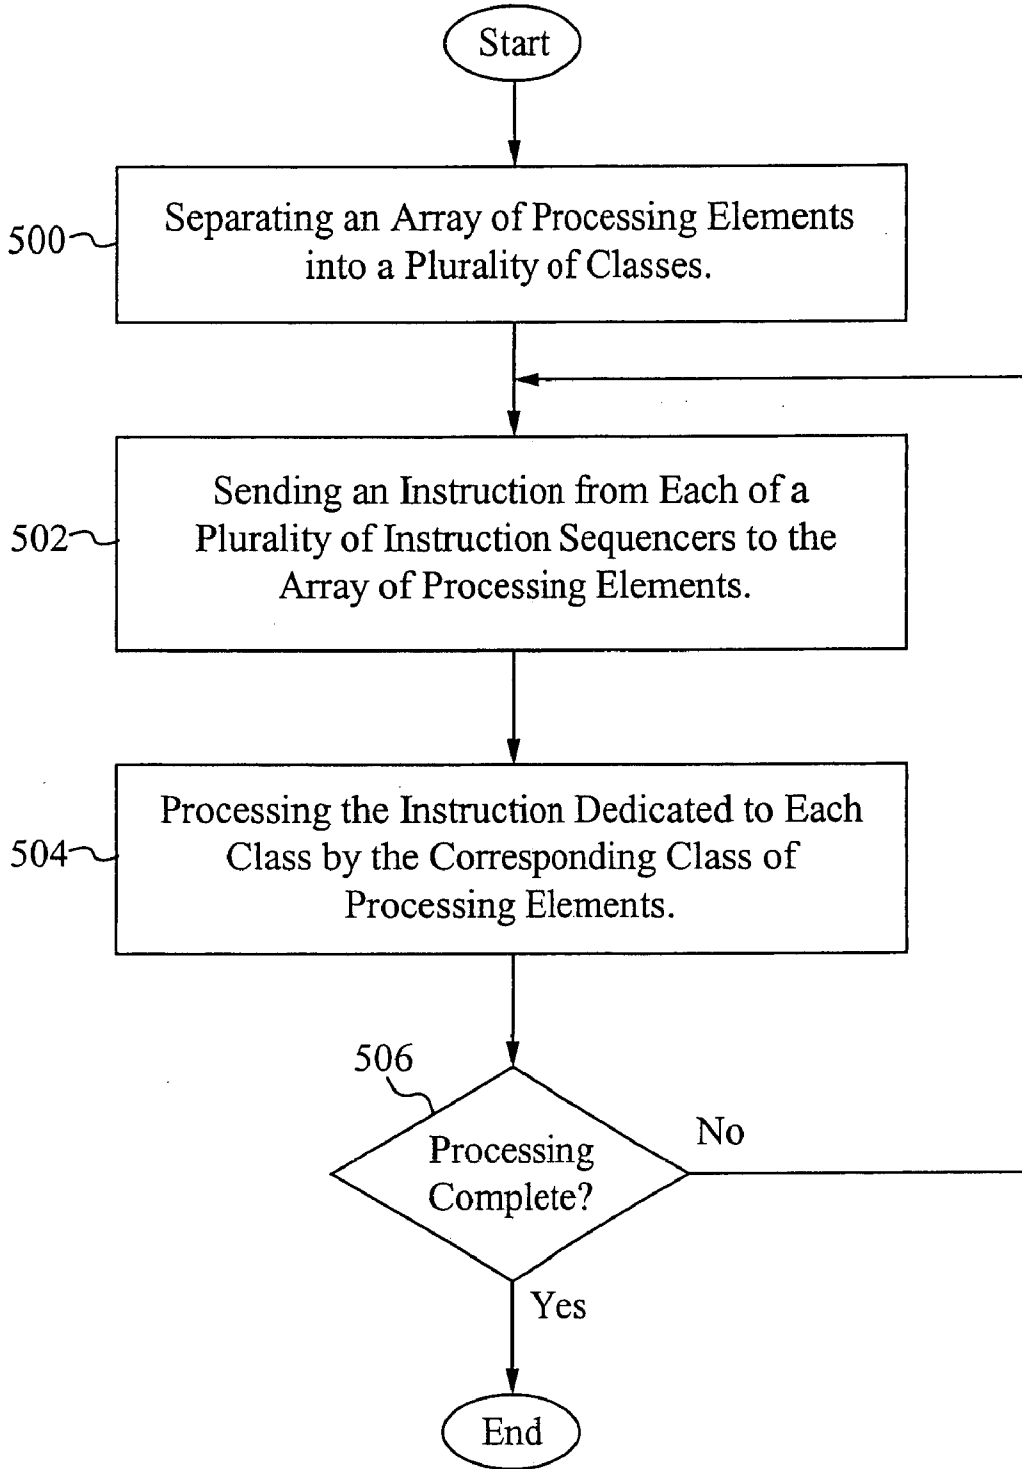 Start
500
Separating an Array of Processing Elements
into a Plurality of Classes.
502
Sending an Instruction from Each of a
Plurality of Instruction Sequencers to the
Array of Processing Elements.
504
Processing the Instruction Dedicated to Each
Class by the Corresponding Class of
Processing Elements.
506
Processing
Complete?
No
Yes
End